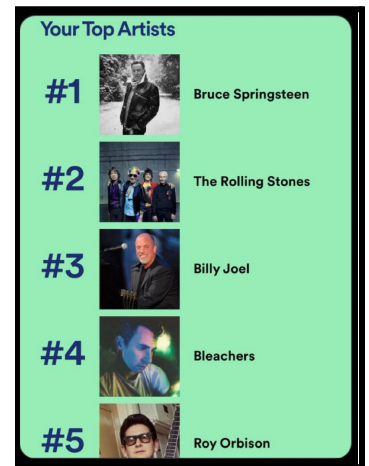 Your Top Artists
#1
Bruce Springsteen
#2
The Rolling Stones
#3
Billy Joel
#4
Bleachers
#5
Roy Orbison